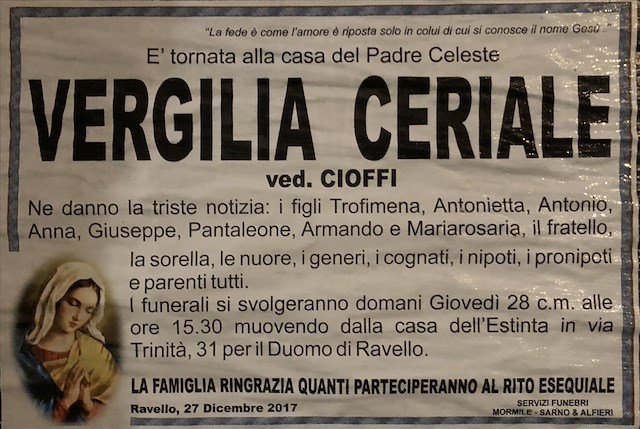 "La fede è come l'amore è riposta solo in colui di cui si conosce il nome Gesù ."
E' tornata alla casa del Padre Celeste
VERGILIA CERIALE
ved. CIOFFI
Ne danno la triste notizia: i figli Trofimena, Antonietta, Antonio,
Anna, Giuseppe, Pantaleone, Armando e Mariarosaria, il fratello,
la sorella, le nuore, i generi, i cognati, i nipoti, i pronipoti
e parenti tutti.
I funerali si svolgeranno domani Giovedì 28 c.m. alle
ore 15.30 muovendo dalla casa dell'Estinta in via
Trinità, 31 per il Duomo di Ravello.
LA FAMIGLIA RINGRAZIA QUANTI PARTECIPERANNO AL RITO ESEQUIALE
Ravello, 27 Dicembre 2017
SERVIZI FUNEBRI
MORMILE - SARNO & ALFIERI